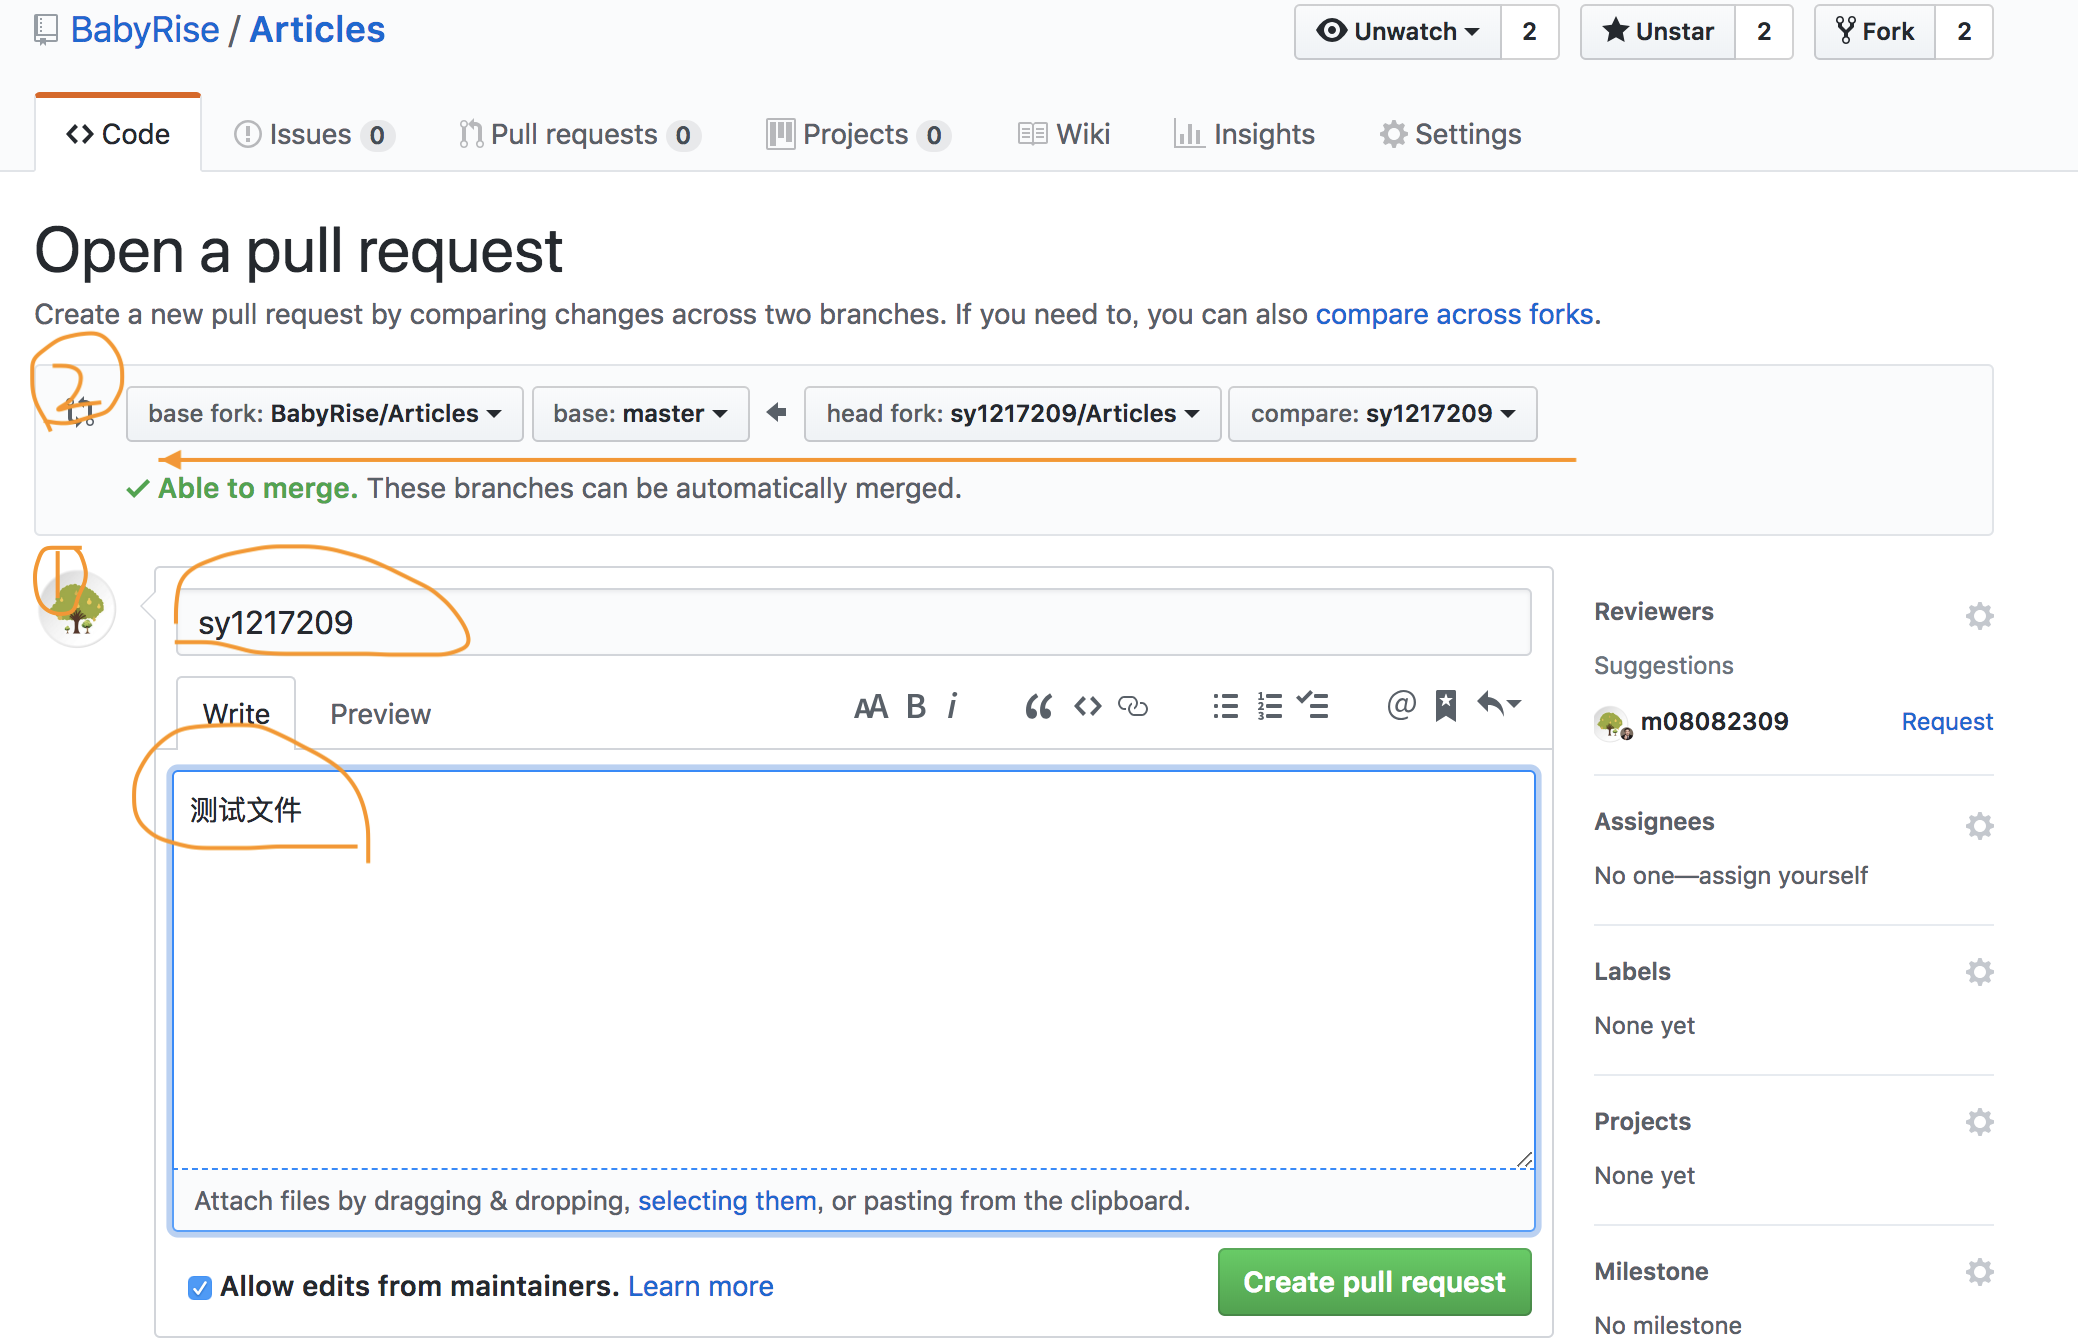 BabyRise / Articles
Unwatch 2 Unstar 2 Fork 2
Code Issues 0 Pull requests 0 Projects 0 Wiki Insights Settings
Open a pull request
Create a new pull request by comparing changes across two branches. If you need to, you can also compare across forks.
2
base fork: BabyRise/Articles base: master head fork: sy1217209/Articles compare: sy1217209
Able to merge. These branches can be automatically merged.
1
sy1217209
Write Preview AA B i @
测试文件
Attach files by dragging & dropping, selecting them, or pasting from the clipboard.
Allow edits from maintainers. Learn more
Create pull request
Reviewers
Suggestions
m08082309 Request
Assignees
No one—assign yourself
Labels
None yet
Projects
None yet
Milestone
No milestone